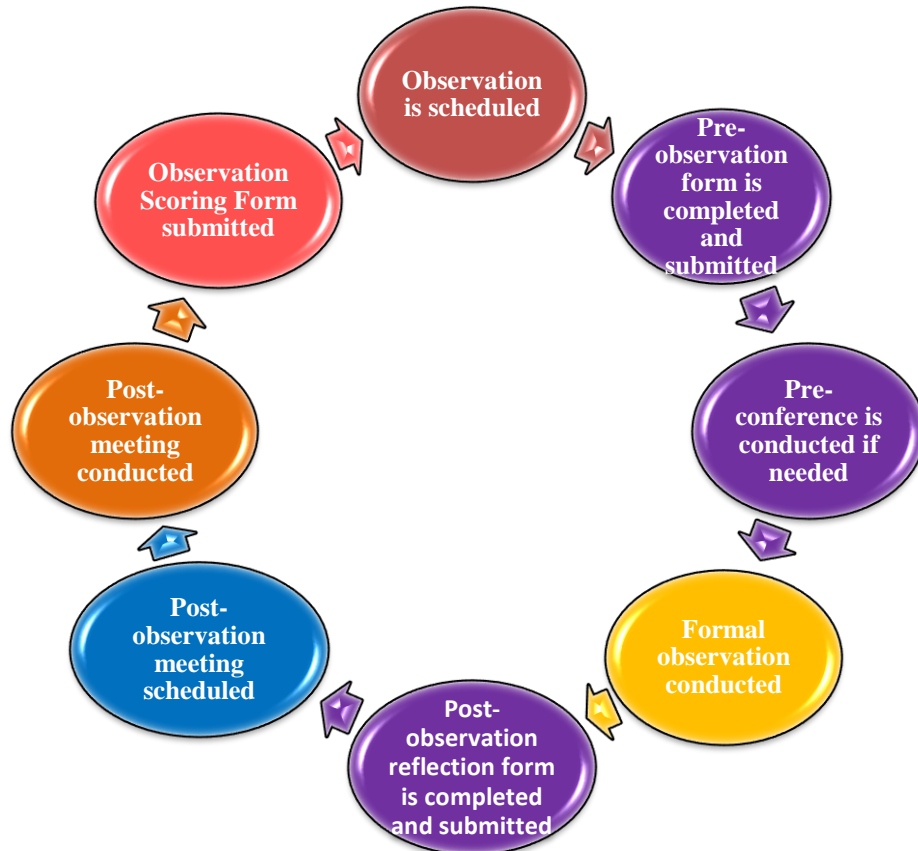 Observation
is scheduled
Pre-
observation
form is
completed
and
submitted
Pre-
conference is
conducted if
needed
Formal
observation
conducted
Post-
observation
reflection form
is completed
and submitted
Post-
observation
meeting
scheduled
Post-
observation
meeting
conducted
Observation
Scoring Form
submitted